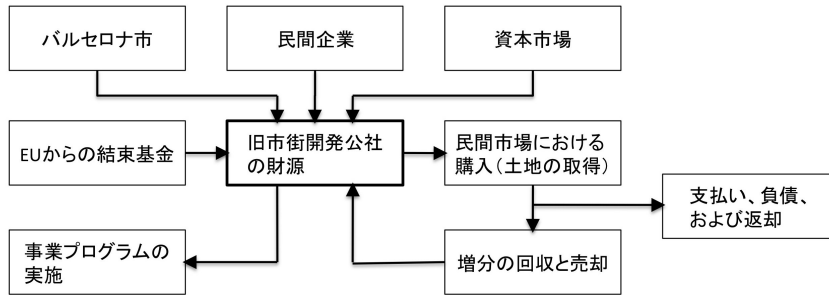 バルセロナ市
民間企業
資本市場
EUからの結束基金
旧市街開発公社
の財源
民間市場における
購入(土地の取得)
支払い、負債、
および返却
事業プログラムの
実施
増分の回収と売却